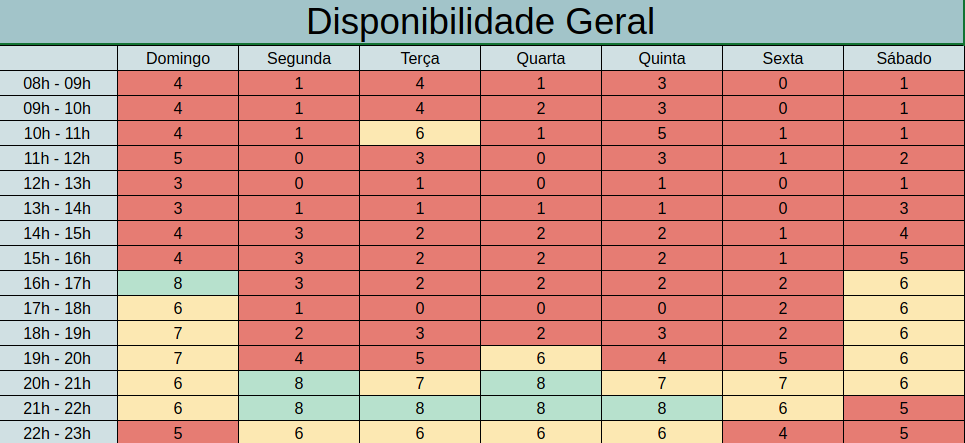 Disponibilidade Geral
Domingo Segunda Terça Quarta Quinta Sexta Sábado
08h - 09h 4 1 4 1 3 0 1
09h - 10h 4 1 4 2 3 0 1
10h - 11h 4 1 6 1 5 1 1
11h - 12h 5 0 3 0 3 1 2
12h - 13h 3 0 1 0 1 0 1
13h - 14h 3 1 1 1 1 0 3
14h - 15h 4 3 2 2 2 1 4
15h - 16h 4 3 2 2 2 1 5
16h - 17h 8 3 2 2 2 2 6
17h - 18h 6 1 0 0 0 2 6
18h - 19h 7 2 3 2 3 2 6
19h - 20h 7 4 5 6 4 5 6
20h - 21h 6 8 7 8 7 7 6
21h - 22h 6 8 8 8 8 6 5
22h - 23h 5 6 6 6 6 4 5